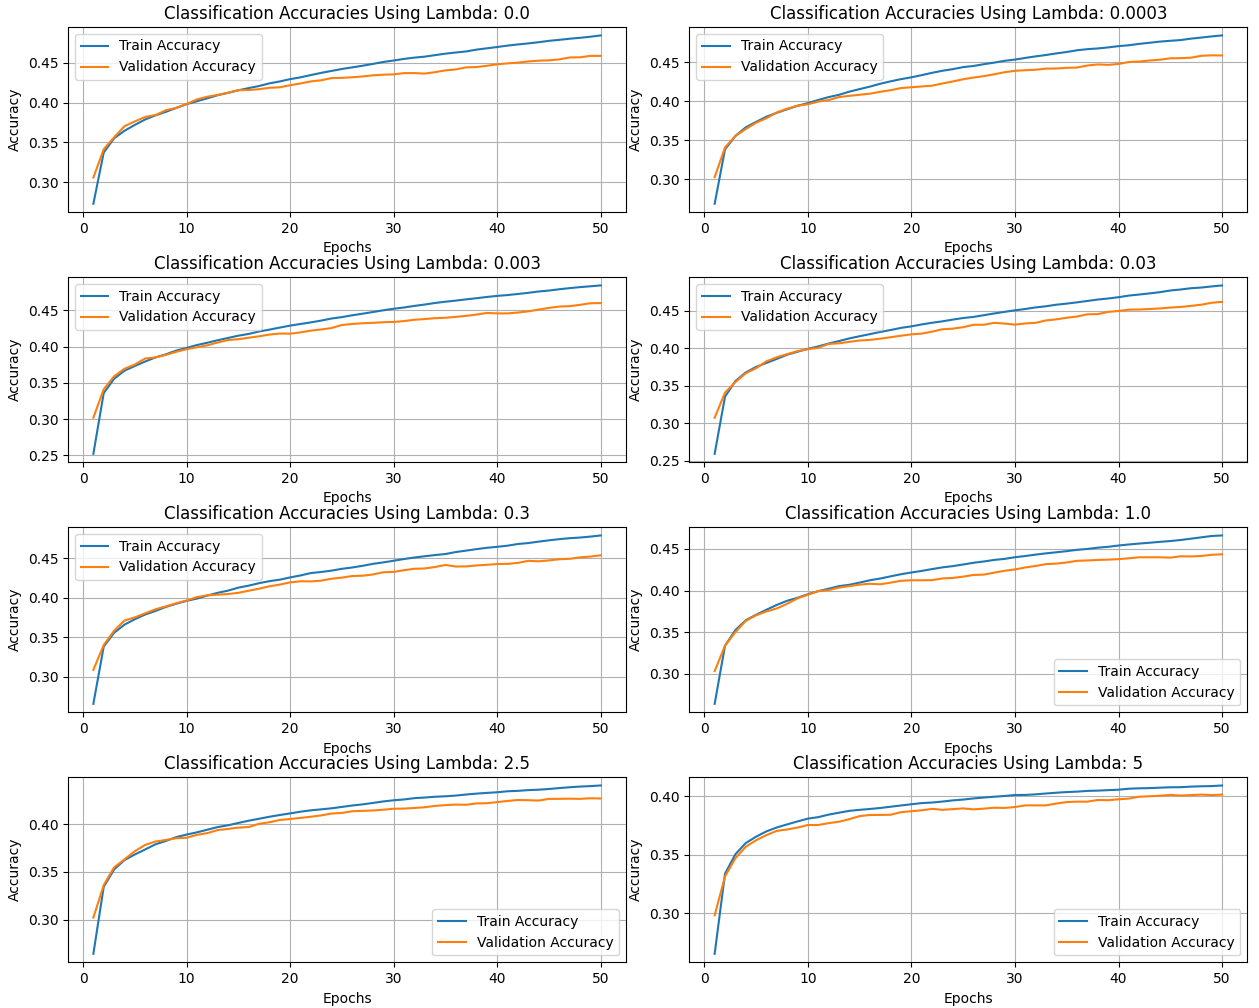 Classification Accuracies Using Lambda: 0.0
Train Accuracy
Validation Accuracy
0.45
0.40
0.35
0.30
Accuracy
0 10 20 30 40 50
Epochs
Classification Accuracies Using Lambda: 0.0003
Train Accuracy
Validation Accuracy
0.45
0.40
0.35
0.30
Accuracy
0 10 20 30 40 50
Epochs
Classification Accuracies Using Lambda: 0.003
Train Accuracy
Validation Accuracy
0.45
0.40
0.35
0.30
0.25
Accuracy
0 10 20 30 40 50
Epochs
Classification Accuracies Using Lambda: 0.03
Train Accuracy
Validation Accuracy
0.45
0.40
0.35
0.30
0.25
Accuracy
0 10 20 30 40 50
Epochs
Classification Accuracies Using Lambda: 0.3
Train Accuracy
Validation Accuracy
0.45
0.40
0.35
0.30
Accuracy
0 10 20 30 40 50
Epochs
Classification Accuracies Using Lambda: 1.0
0.45
0.40
0.35
0.30
Accuracy
Train Accuracy
Validation Accuracy
0 10 20 30 40 50
Epochs
Classification Accuracies Using Lambda: 2.5
0.40
0.35
0.30
Accuracy
Train Accuracy
Validation Accuracy
0 10 20 30 40 50
Epochs
Classification Accuracies Using Lambda: 5
0.40
0.35
0.30
Accuracy
Train Accuracy
Validation Accuracy
0 10 20 30 40 50
Epochs